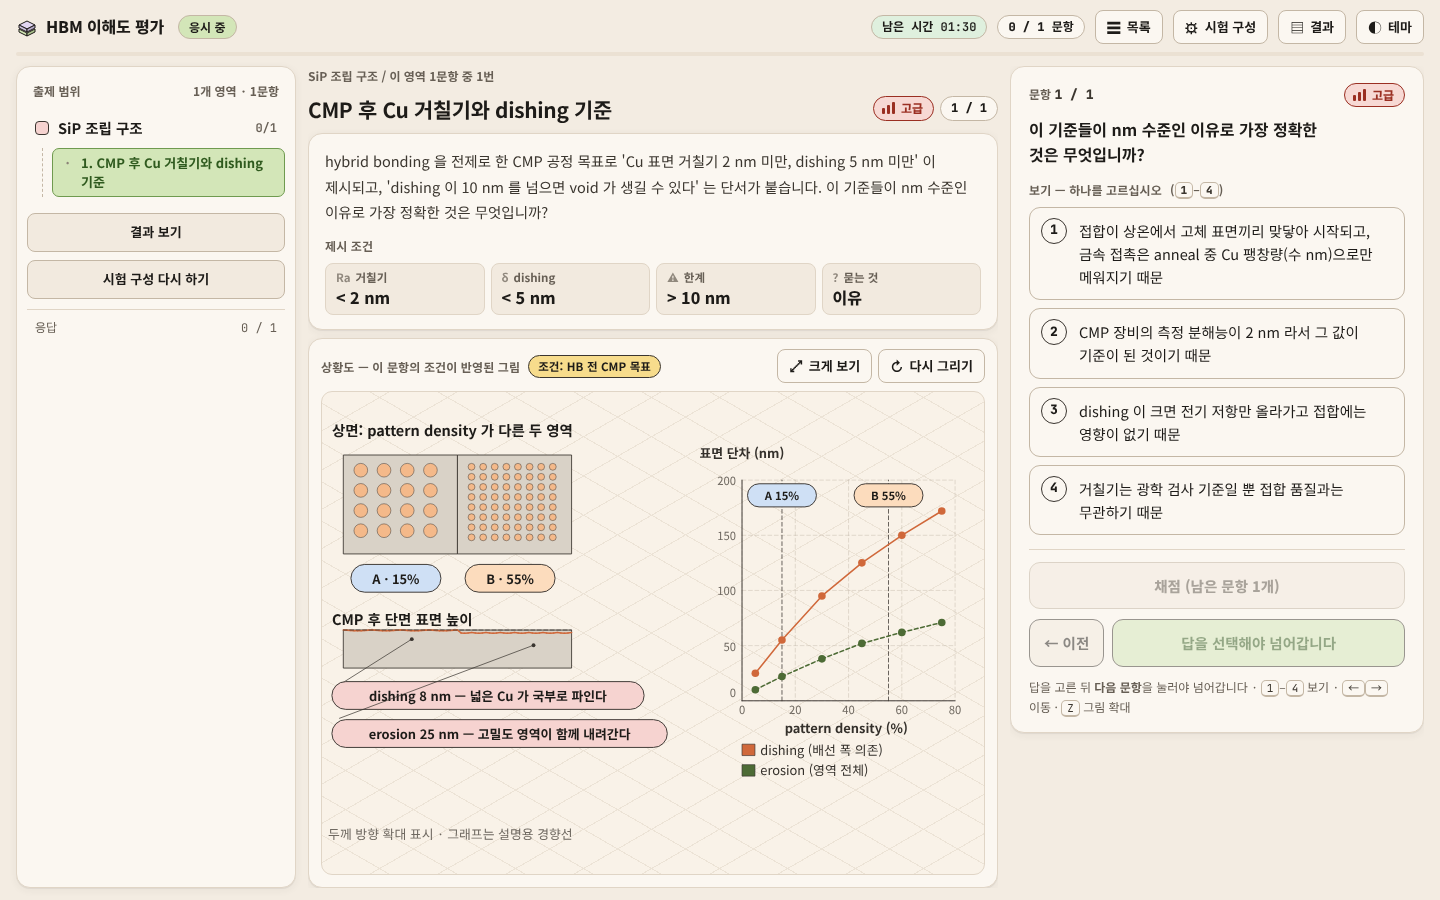 HBM 이해도 평가
응시 중
남은 시간 01:30
0 / 1 문항
목록
시험 구성
결과
테마
출제 범위
1개 영역 · 1문항
SiP 조립 구조
0/1
· 1. CMP 후 Cu 거칠기와 dishing
기준
결과 보기
시험 구성 다시 하기
응답
0 / 1
SiP 조립 구조 / 이 영역 1문항 중 1번
CMP 후 Cu 거칠기와 dishing 기준
고급
1 / 1
hybrid bonding 을 전제로 한 CMP 공정 목표로 'Cu 표면 거칠기 2 nm 미만, dishing 5 nm 미만' 이
제시되고, 'dishing 이 10 nm 를 넘으면 void 가 생길 수 있다' 는 단서가 붙습니다. 이 기준들이 nm 수준인
이유로 가장 정확한 것은 무엇입니까?
제시 조건
Ra 거칠기
< 2 nm
δ dishing
< 5 nm
⚠ 한계
> 10 nm
? 묻는 것
이유
상황도 — 이 문항의 조건이 반영된 그림
조건: HB 전 CMP 목표
크게 보기
다시 그리기
상면: pattern density 가 다른 두 영역
A · 15%
B · 55%
CMP 후 단면 표면 높이
dishing 8 nm — 넓은 Cu 가 국부로 파인다
erosion 25 nm — 고밀도 영역이 함께 내려간다
두께 방향 확대 표시 · 그래프는 설명용 경향선
표면 단차 (nm)
200
150
100
50
0
A 15%
B 55%
0
20
40
60
80
pattern density (%)
dishing (배선 폭 의존)
erosion (영역 전체)
문항 1 / 1
고급
이 기준들이 nm 수준인 이유로 가장 정확한
것은 무엇입니까?
보기 — 하나를 고르십시오 (1–4)
1 접합이 상온에서 고체 표면끼리 맞닿아 시작되고,
금속 접촉은 anneal 중 Cu 팽창량(수 nm)으로만
메워지기 때문
2 CMP 장비의 측정 분해능이 2 nm 라서 그 값이
기준이 된 것이기 때문
3 dishing 이 크면 전기 저항만 올라가고 접합에는
영향이 없기 때문
4 거칠기는 광학 검사 기준일 뿐 접합 품질과는
무관하기 때문
채점 (남은 문항 1개)
← 이전
답을 선택해야 넘어갑니다
답을 고른 뒤 다음 문항을 눌러야 넘어갑니다 · 1–4 보기 · ← →
이동 · Z 그림 확대